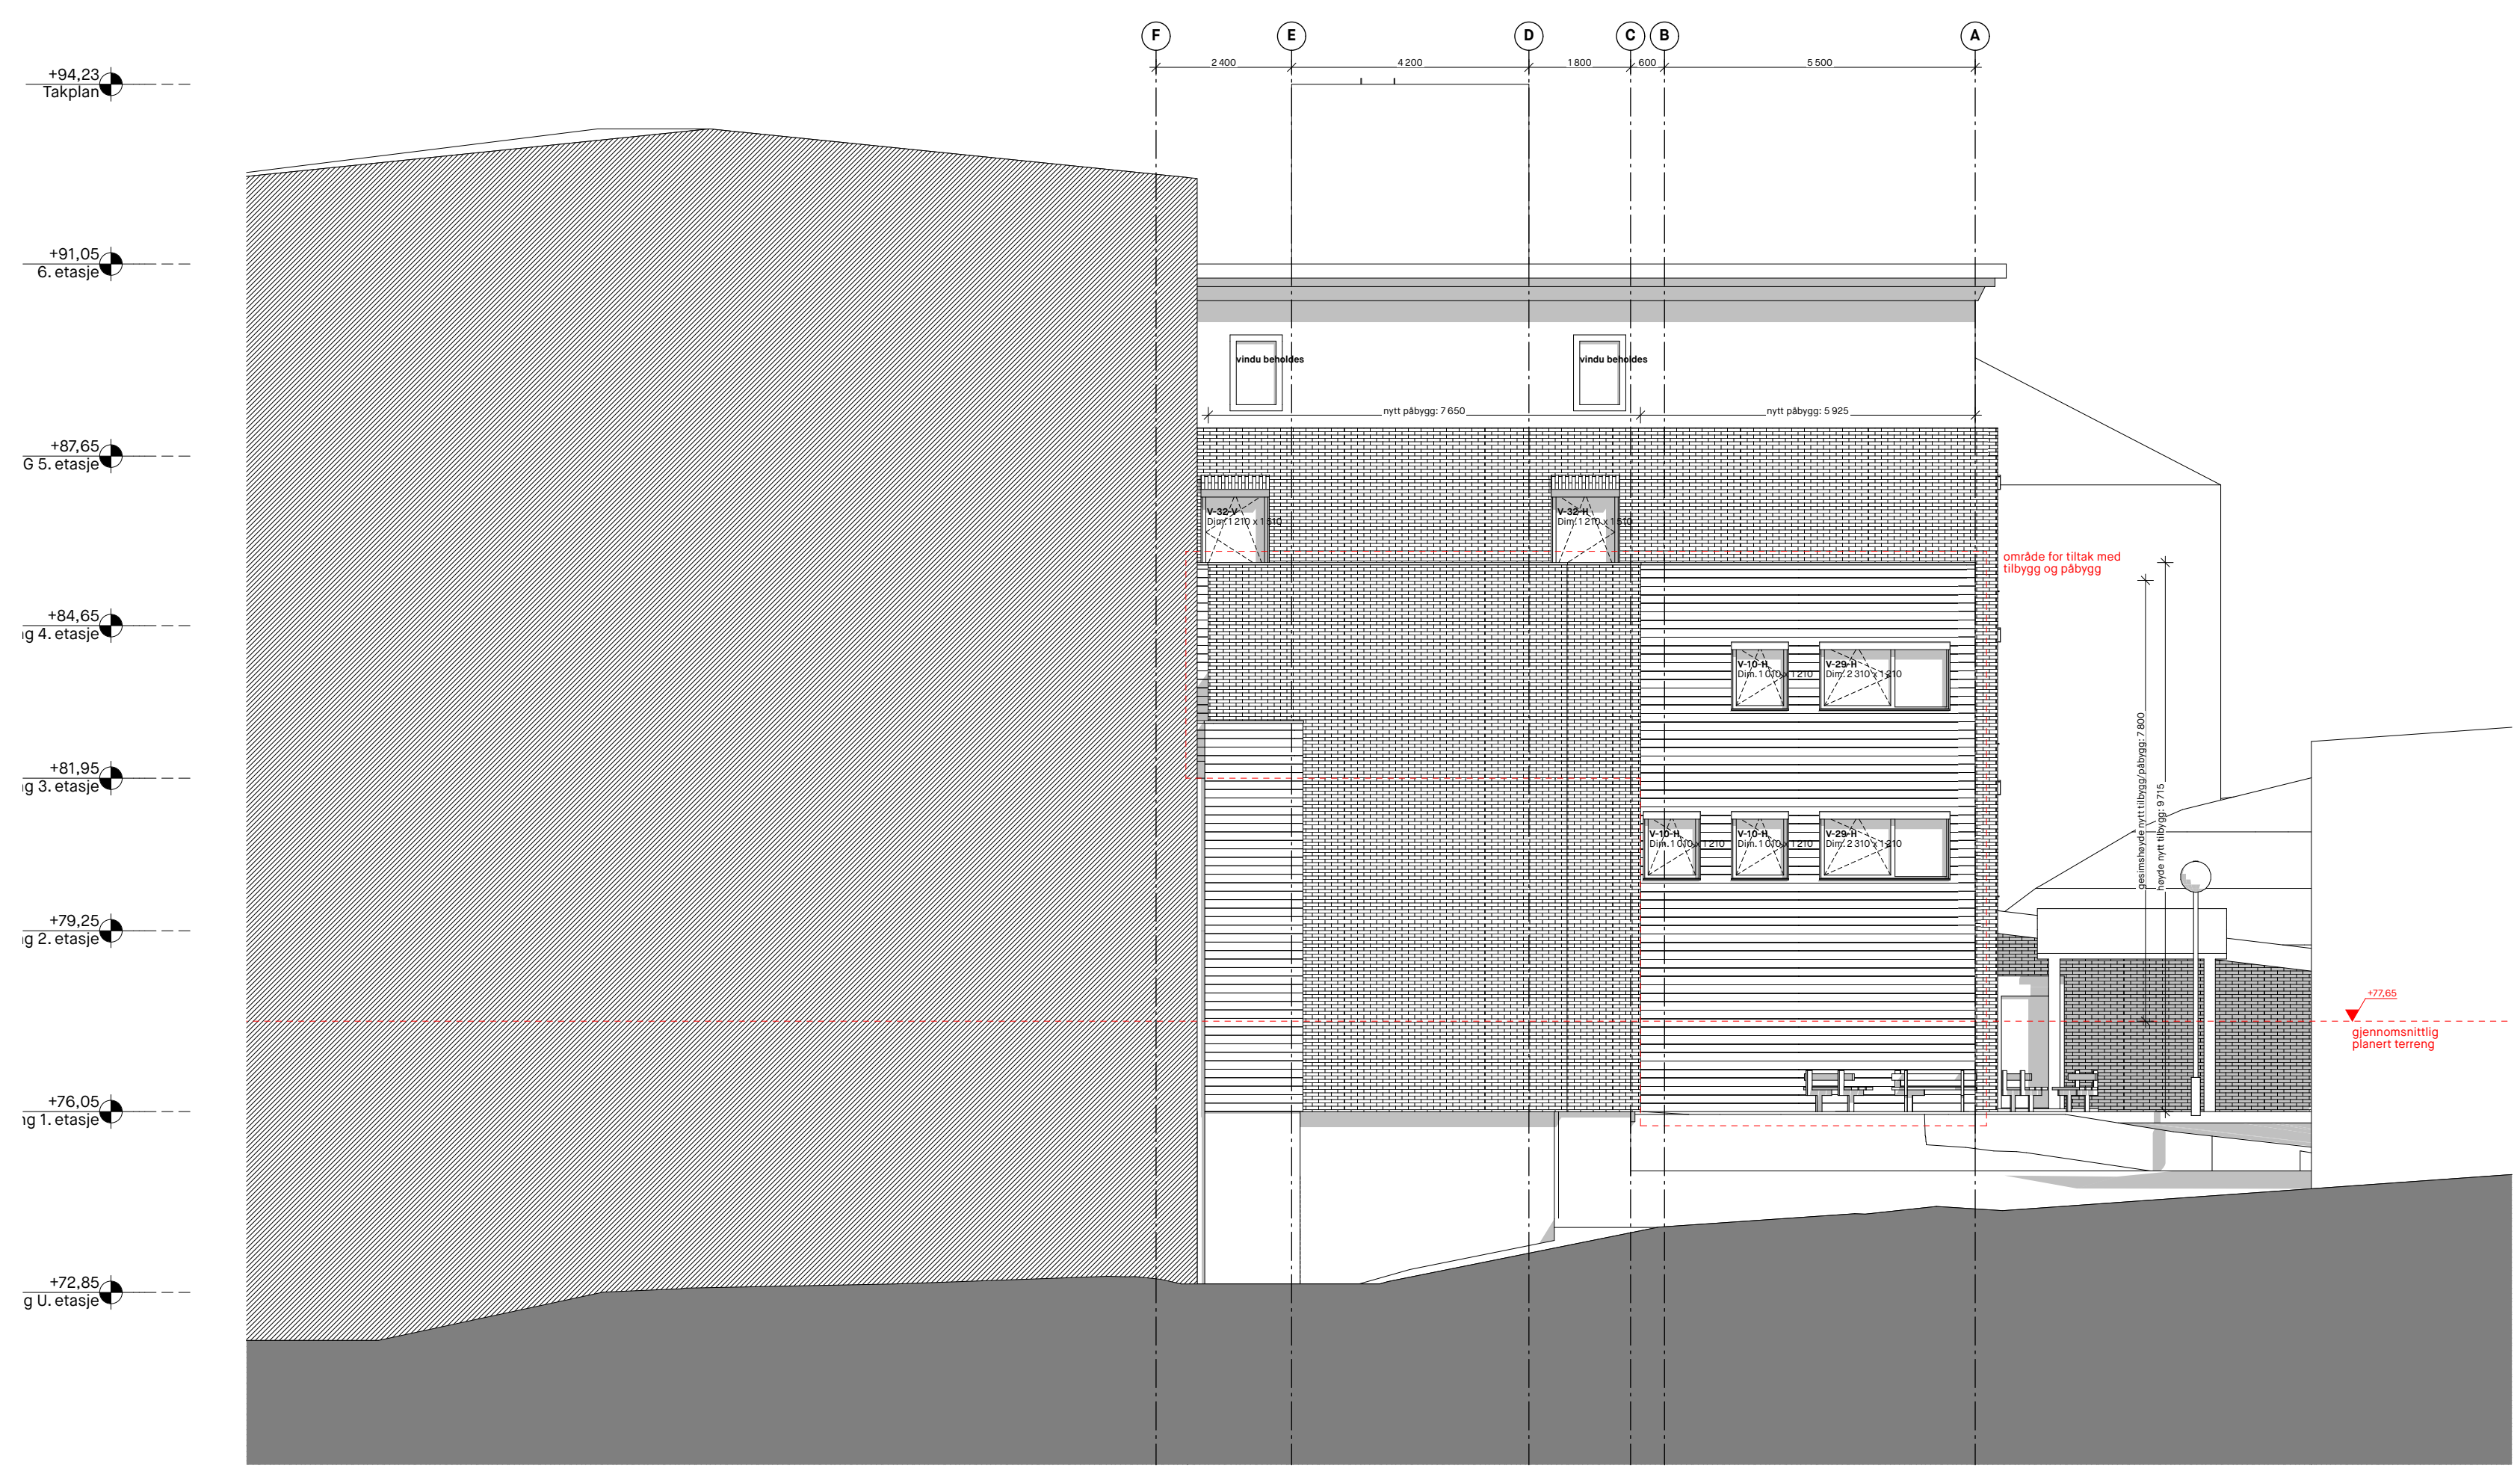 F E D C B A
2 400 4 200 1 800 600 5 500
+94,23
Takplan
+91,05
6. etasje
vindu beholdes vindu beholdes
nytt påbygg: 7 650 nytt påbygg: 5 925
+87,65
G 5. etasje
V-32-V
Dim. 1 210 x 1 510
V-32-H
Dim. 1 210 x 1 510
område for tiltak med
tilbygg og påbygg
+84,65
g 4. etasje
V-10-H
Dim. 1 010 x 1 210
V-29-H
Dim. 2 310 x 1 210
gesimshøyde nytt tilbygg/påbygg: 7 800
høyde nytt tilbygg: 9 715
+81,95
g 3. etasje
V-10-H
Dim. 1 010 x 1 210
V-10-H
Dim. 1 010 x 1 210
V-29-H
Dim. 2 310 x 1 210
+79,25
g 2. etasje
+77,65
gjennomsnittlig
planert terreng
+76,05
g 1. etasje
+72,85
g U. etasje